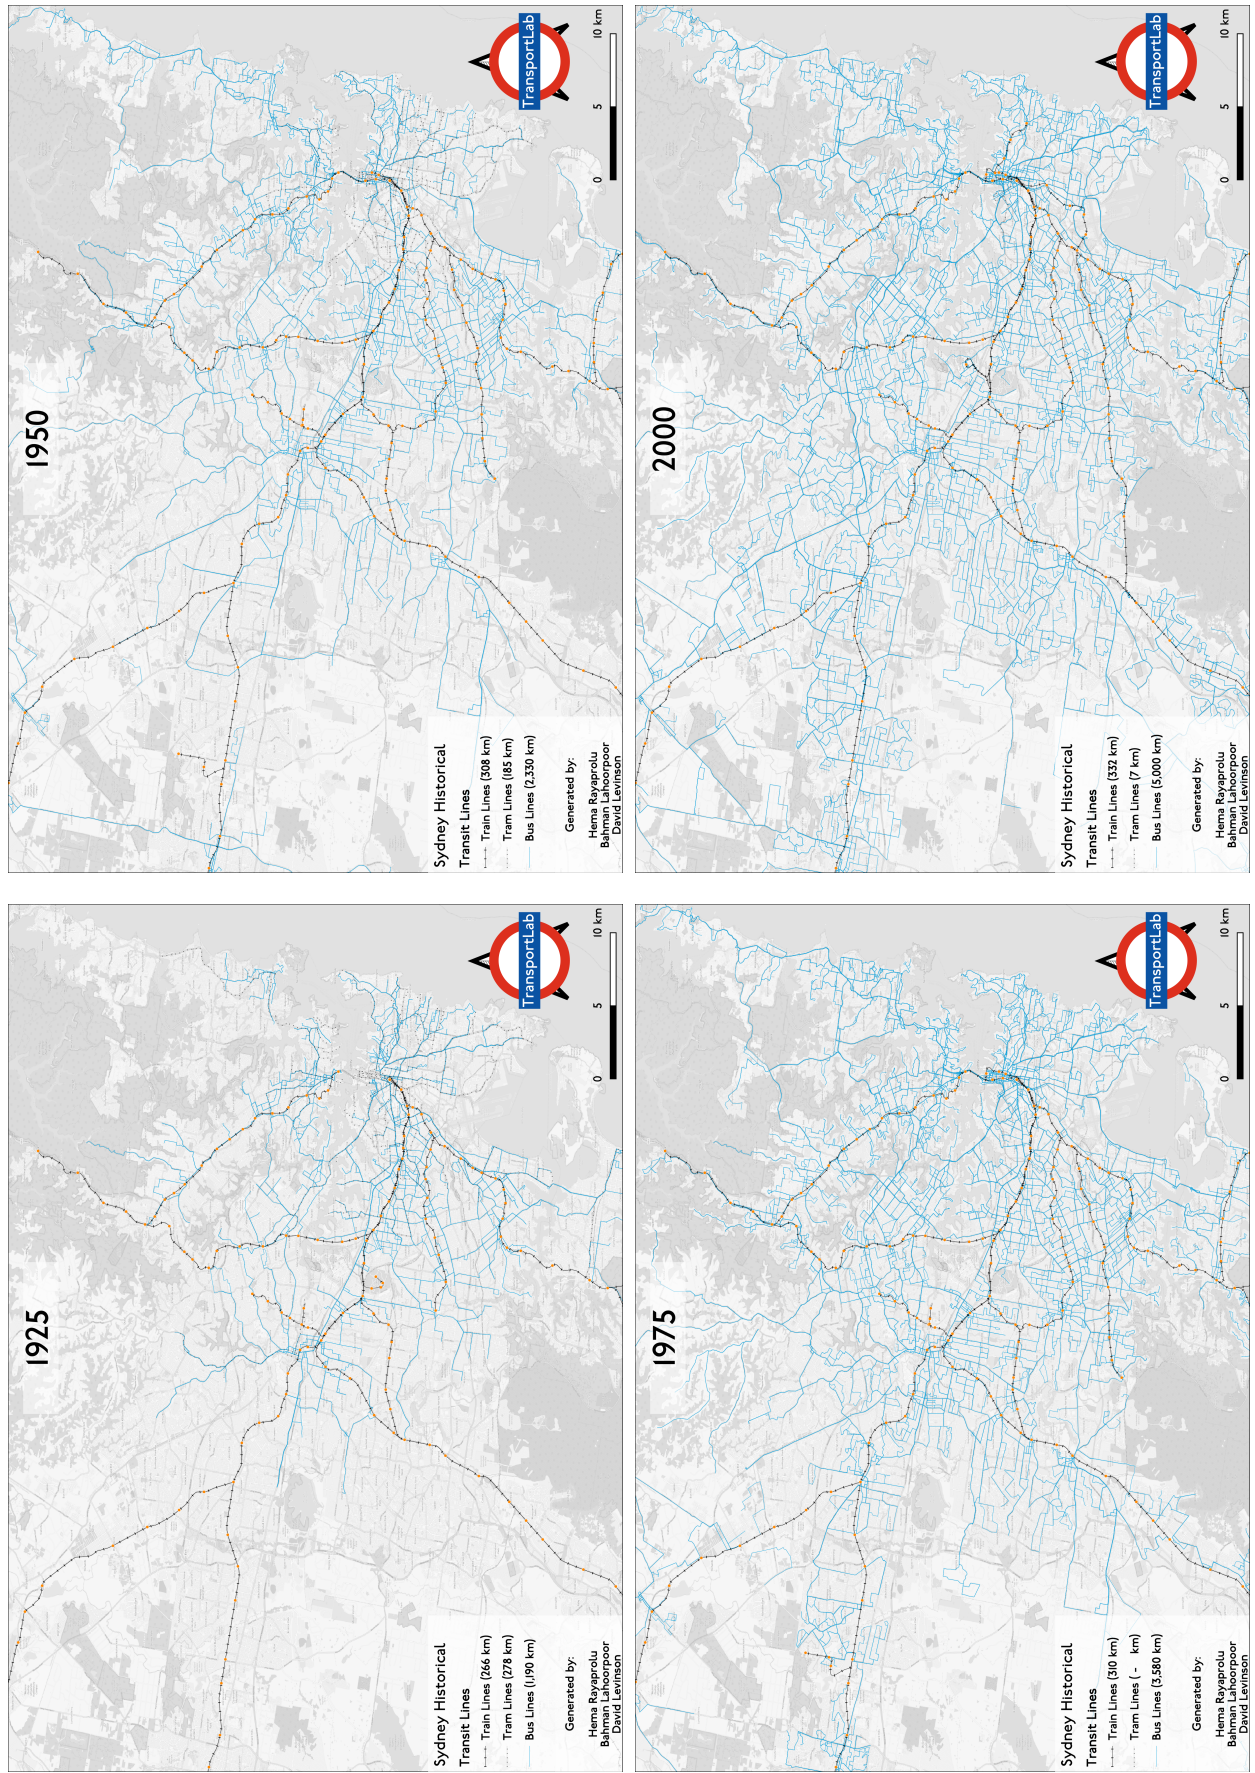 1925
Sydney Historical
Transit Lines
Train Lines (266 km)
Tram Lines (278 km)
Bus Lines (1,190 km)
Generated by:
Hema Rayaprolu
Bahman Lahoorpoor
David Levinson
TransportLab
0 5 10 km
1950
Sydney Historical
Transit Lines
Train Lines (308 km)
Tram Lines (185 km)
Bus Lines (2,330 km)
Generated by:
Hema Rayaprolu
Bahman Lahoorpoor
David Levinson
TransportLab
0 5 10 km
1975
Sydney Historical
Transit Lines
Train Lines (310 km)
Tram Lines ( - km)
Bus Lines (3,580 km)
Generated by:
Hema Rayaprolu
Bahman Lahoorpoor
David Levinson
TransportLab
0 5 10 km
2000
Sydney Historical
Transit Lines
Train Lines (332 km)
Tram Lines (7 km)
Bus Lines (5,000 km)
Generated by:
Hema Rayaprolu
Bahman Lahoorpoor
David Levinson
TransportLab
0 5 10 km